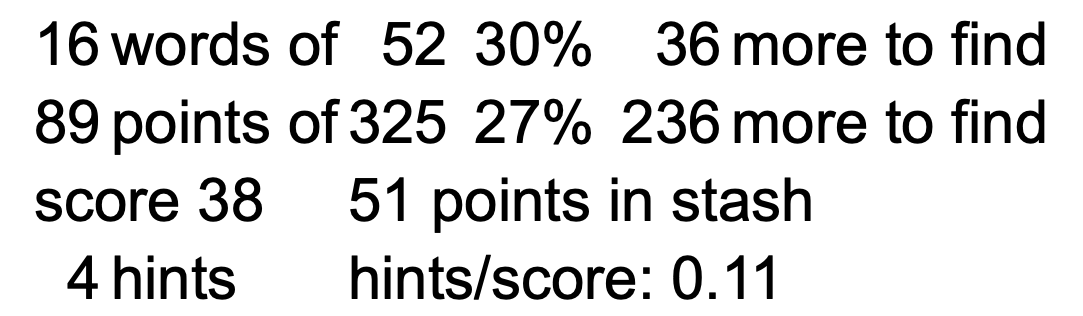 16 words of 52 30% 36 more to find
89 points of 325 27% 236 more to find
score 38 51 points in stash
4 hints hints/score: 0.11